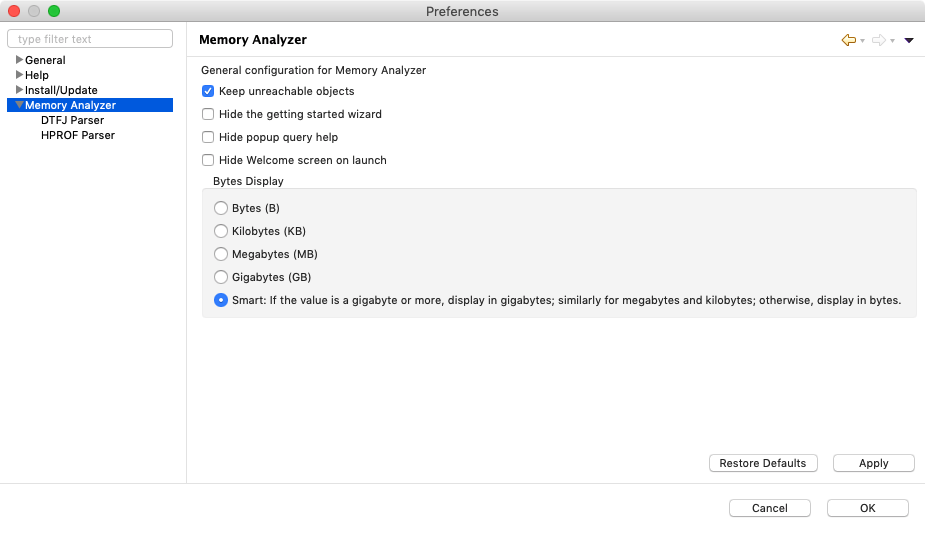 Preferences
type filter text
General
Help
Install/Update
Memory Analyzer
DTFJ Parser
HPROF Parser
Memory Analyzer
General configuration for Memory Analyzer
Keep unreachable objects
Hide the getting started wizard
Hide popup query help
Hide Welcome screen on launch
Bytes Display
Bytes (B)
Kilobytes (KB)
Megabytes (MB)
Gigabytes (GB)
Smart: If the value is a gigabyte or more, display in gigabytes; similarly for megabytes and kilobytes; otherwise, display in bytes.
Restore Defaults
Apply
Cancel
OK